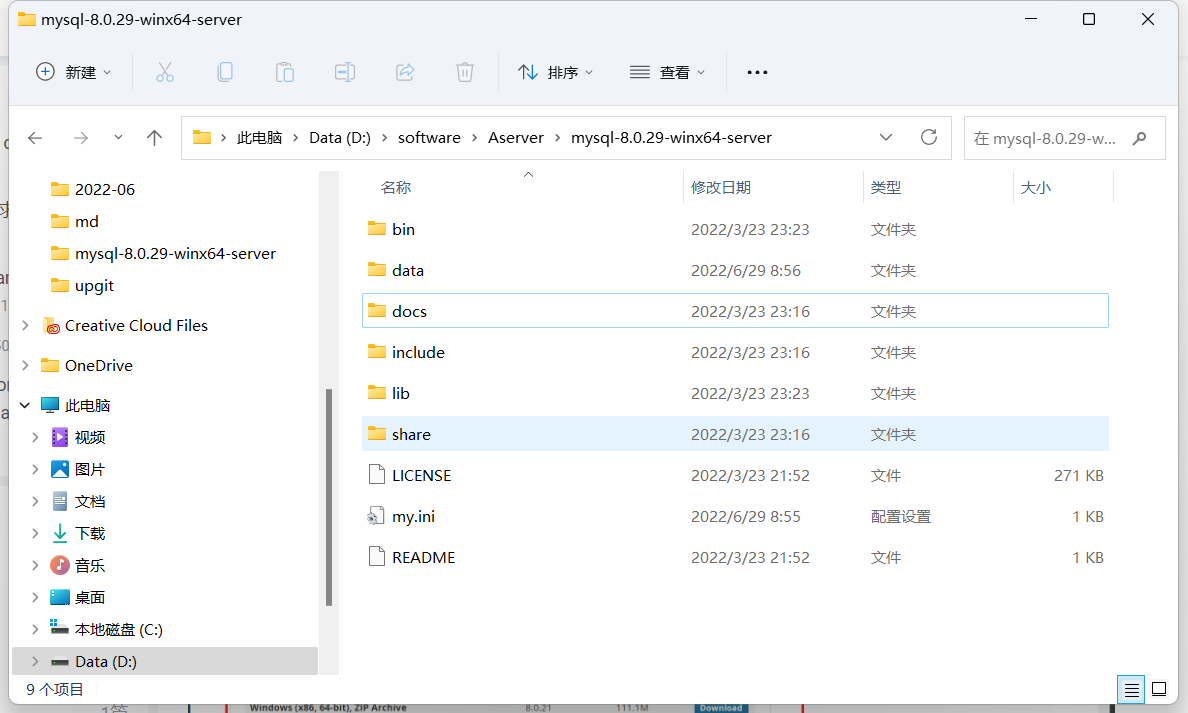 mysql-8.0.29-winx64-server
新建 排序 查看
此电脑 Data (D:) software Aserver mysql-8.0.29-winx64-server 在 mysql-8.0.29-w...
2022-06
md
mysql-8.0.29-winx64-server
upgit
Creative Cloud Files
OneDrive
此电脑
视频
图片
文档
下载
音乐
桌面
本地磁盘 (C:)
Data (D:)
名称 修改日期 类型 大小
bin 2022/3/23 23:23 文件夹
data 2022/6/29 8:56 文件夹
docs 2022/3/23 23:16 文件夹
include 2022/3/23 23:16 文件夹
lib 2022/3/23 23:23 文件夹
share 2022/3/23 23:16 文件夹
LICENSE 2022/3/23 21:52 文件 271 KB
my.ini 2022/6/29 8:55 配置设置 1 KB
README 2022/3/23 21:52 文件 1 KB
9 个项目
Windows (x86, 64-bit), ZIP Archive 8.0.21 111.1M Download